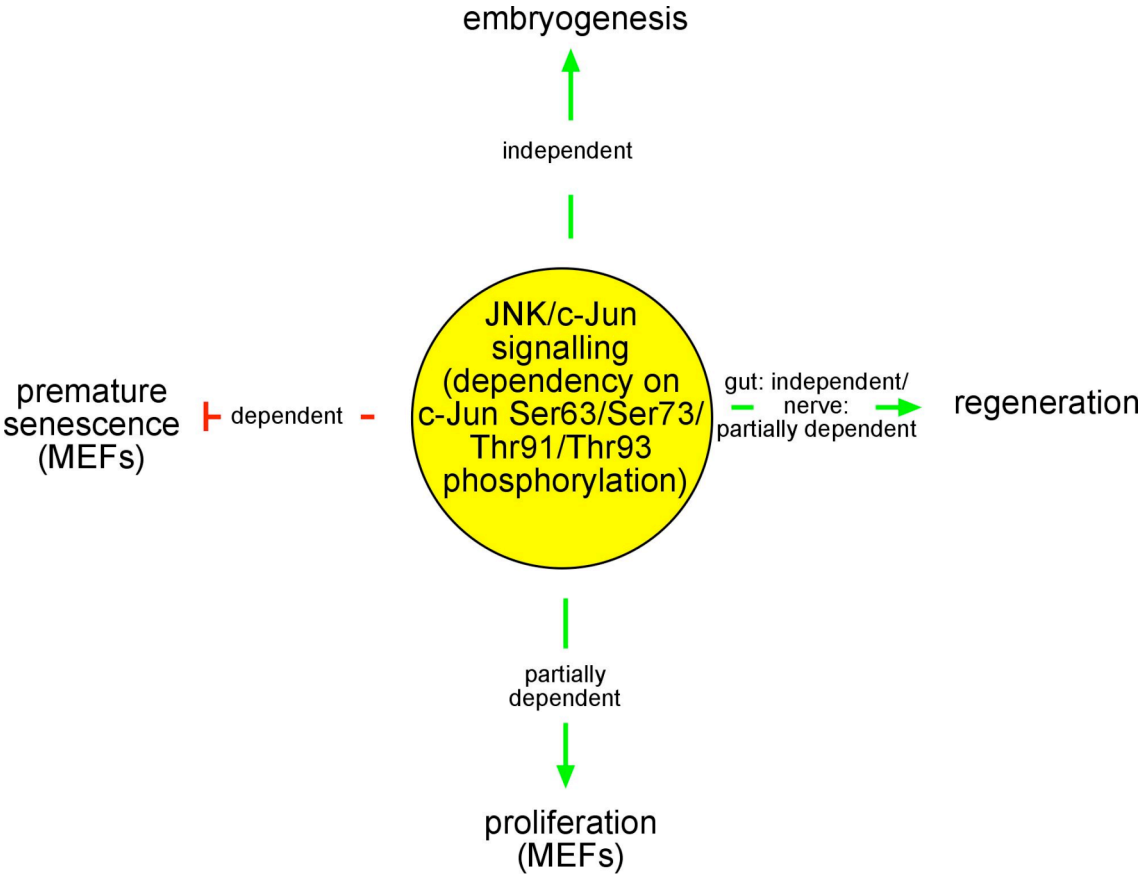 embryogenesis
independent
JNK/c-Jun
signalling
(dependency on
c-Jun Ser63/Ser73/
Thr91/Thr93
phosphorylation)
premature
senescence
(MEFs)
dependent
gut: independent/
nerve:
partially dependent
regeneration
partially
dependent
proliferation
(MEFs)